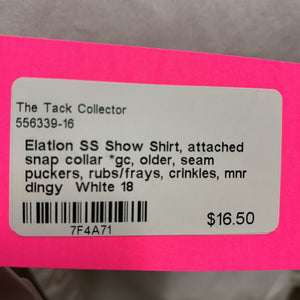 The Tack Collector
556339-16
Elation SS Show Shirt, attached
snap collar *gc, older, seam
puckers, rubs/frays, crinkles, mnr
dingy White 18
7F4A71
$16.50